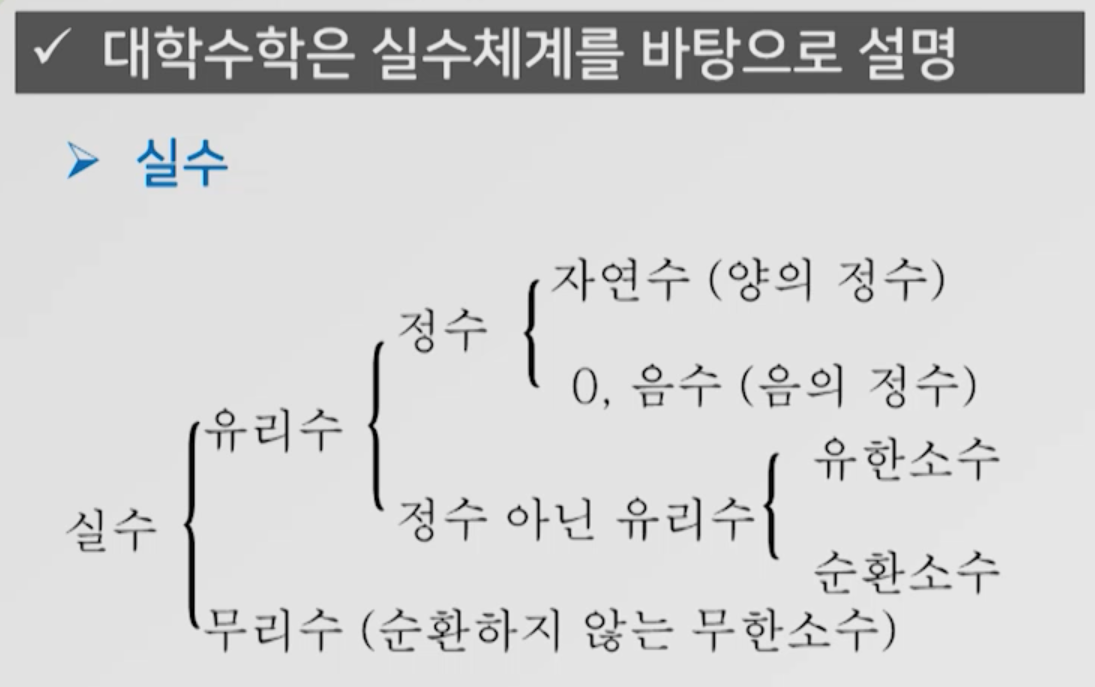 ✓ 대학수학은 실수체계를 바탕으로 설명
➢ 실수
자연수 (양의 정수)
정수
0, 음수 (음의 정수)
유리수
유한소수
정수 아닌 유리수
실수
순환소수
무리수 (순환하지 않는 무한소수)